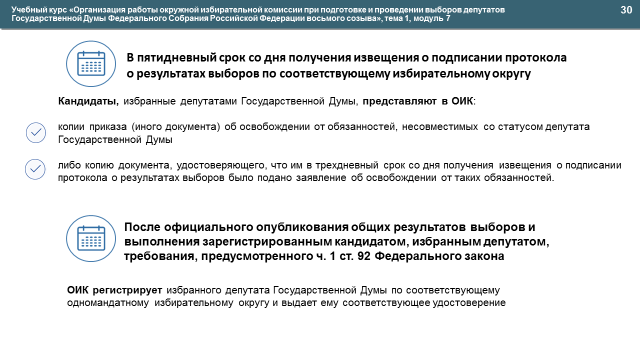 Учебный курс «Организация работы окружной избирательной комиссии при подготовке и проведении выборов депутатов
Государственной Думы Федерального Собрания Российской Федерации восьмого созыва», тема 1, модуль 7
30
В пятидневный срок со дня получения извещения о подписании протокола
о результатах выборов по соответствующему избирательному округу
Кандидаты, избранные депутатами Государственной Думы, представляют в ОИК:
копии приказа (иного документа) об освобождении от обязанностей, несовместимых со статусом депутата
Государственной Думы
либо копию документа, удостоверяющего, что им в трехдневный срок со дня получения извещения о подписании
протокола о результатах выборов было подано заявление об освобождении от таких обязанностей.
После официального опубликования общих результатов выборов и
выполнения зарегистрированным кандидатом, избранным депутатом,
требования, предусмотренного ч. 1 ст. 92 Федерального закона
ОИК регистрирует избранного депутата Государственной Думы по соответствующему
одномандатному избирательному округу и выдает ему соответствующее удостоверение